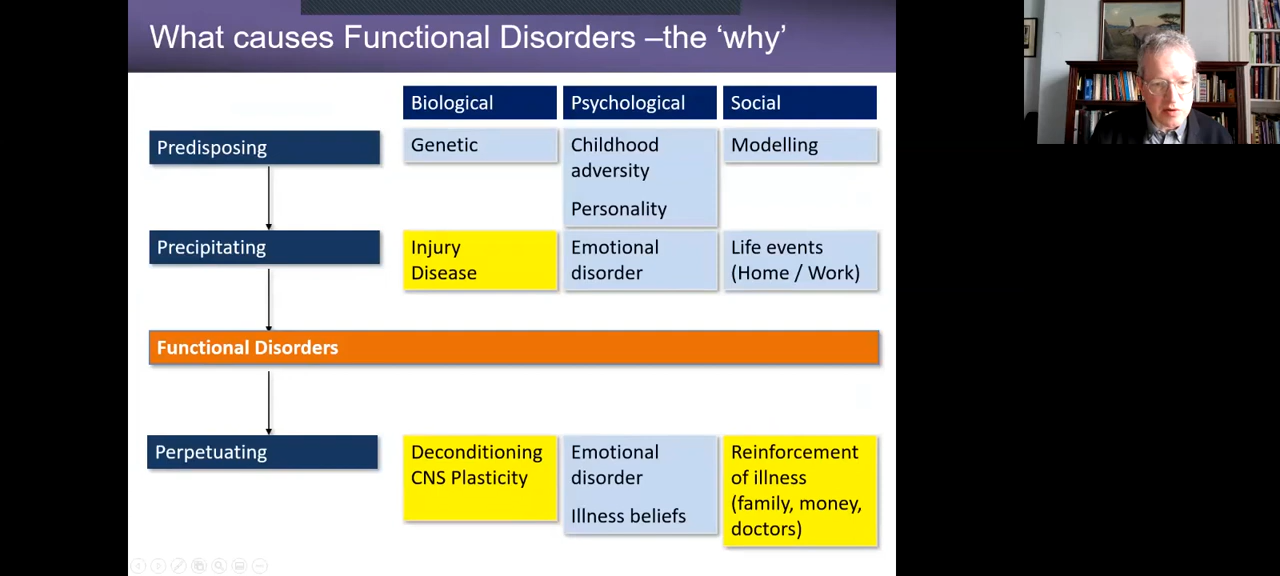 What causes Functional Disorders –the ‘why’
Biological
Psychological
Social
Predisposing
Genetic
Childhood
adversity
Personality
Modelling
Precipitating
Injury
Disease
Emotional
disorder
Life events
(Home / Work)
Functional Disorders
Perpetuating
Deconditioning
CNS Plasticity
Emotional
disorder
Illness beliefs
Reinforcement
of illness
(family, money,
doctors)